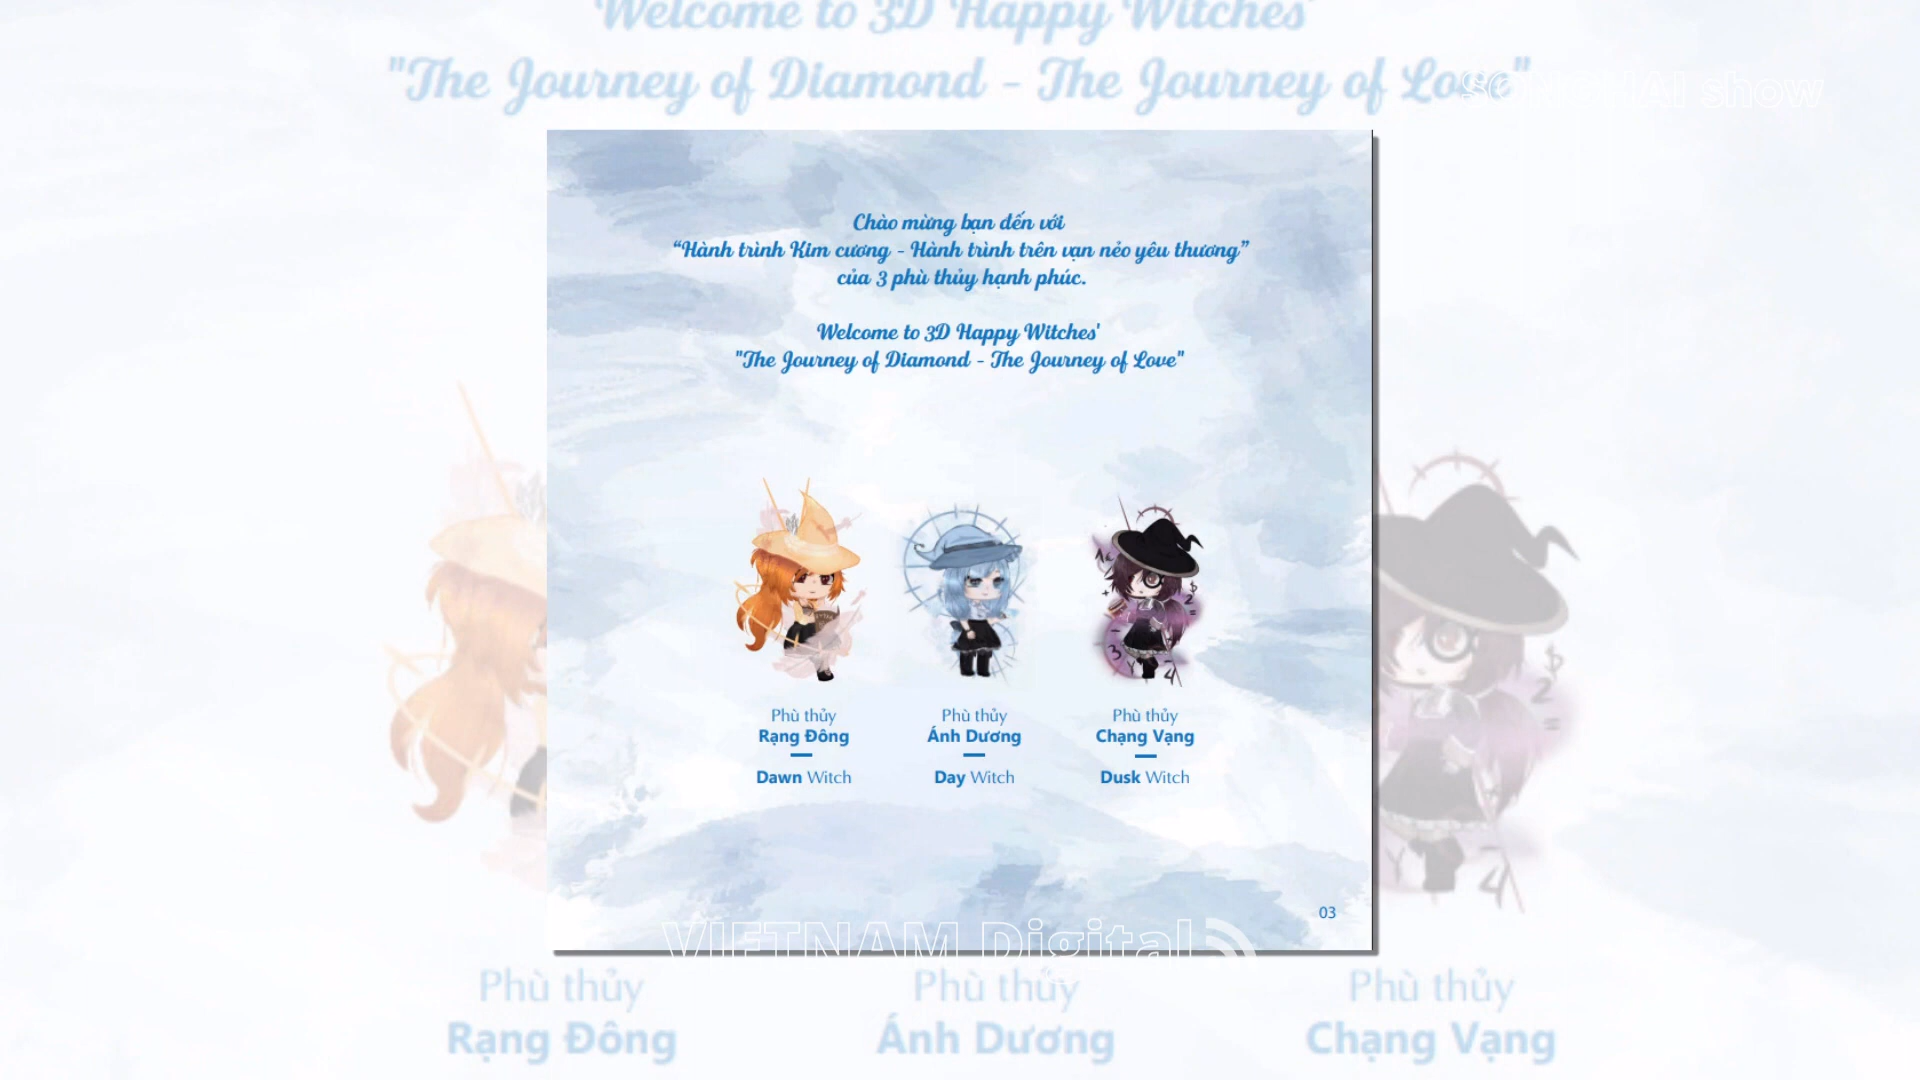 Welcome to 3D Happy Witches'
"The Journey of Diamond - The Journey of Love"
show
Chào mừng bạn đến với
“Hành trình Kim cương - Hành trình trên vạn nẻo yêu thương”
của 3 phù thủy hạnh phúc.
Welcome to 3D Happy Witches'
"The Journey of Diamond - The Journey of Love"
Phù thủy
Rạng Đông
Dawn Witch
Phù thủy
Ánh Dương
Day Witch
Phù thủy
Chạng Vạng
Dusk Witch
03
VIETNAM Digital
Phù thủy
Rạng Đông
Phù thủy
Ánh Dương
Phù thủy
Chạng Vạng